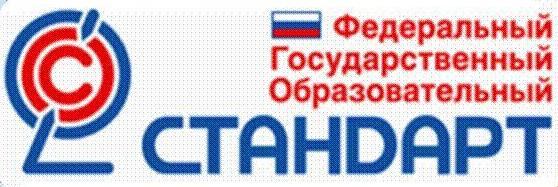 Федеральный
Государственный
Образовательный
СТАНДАРТ